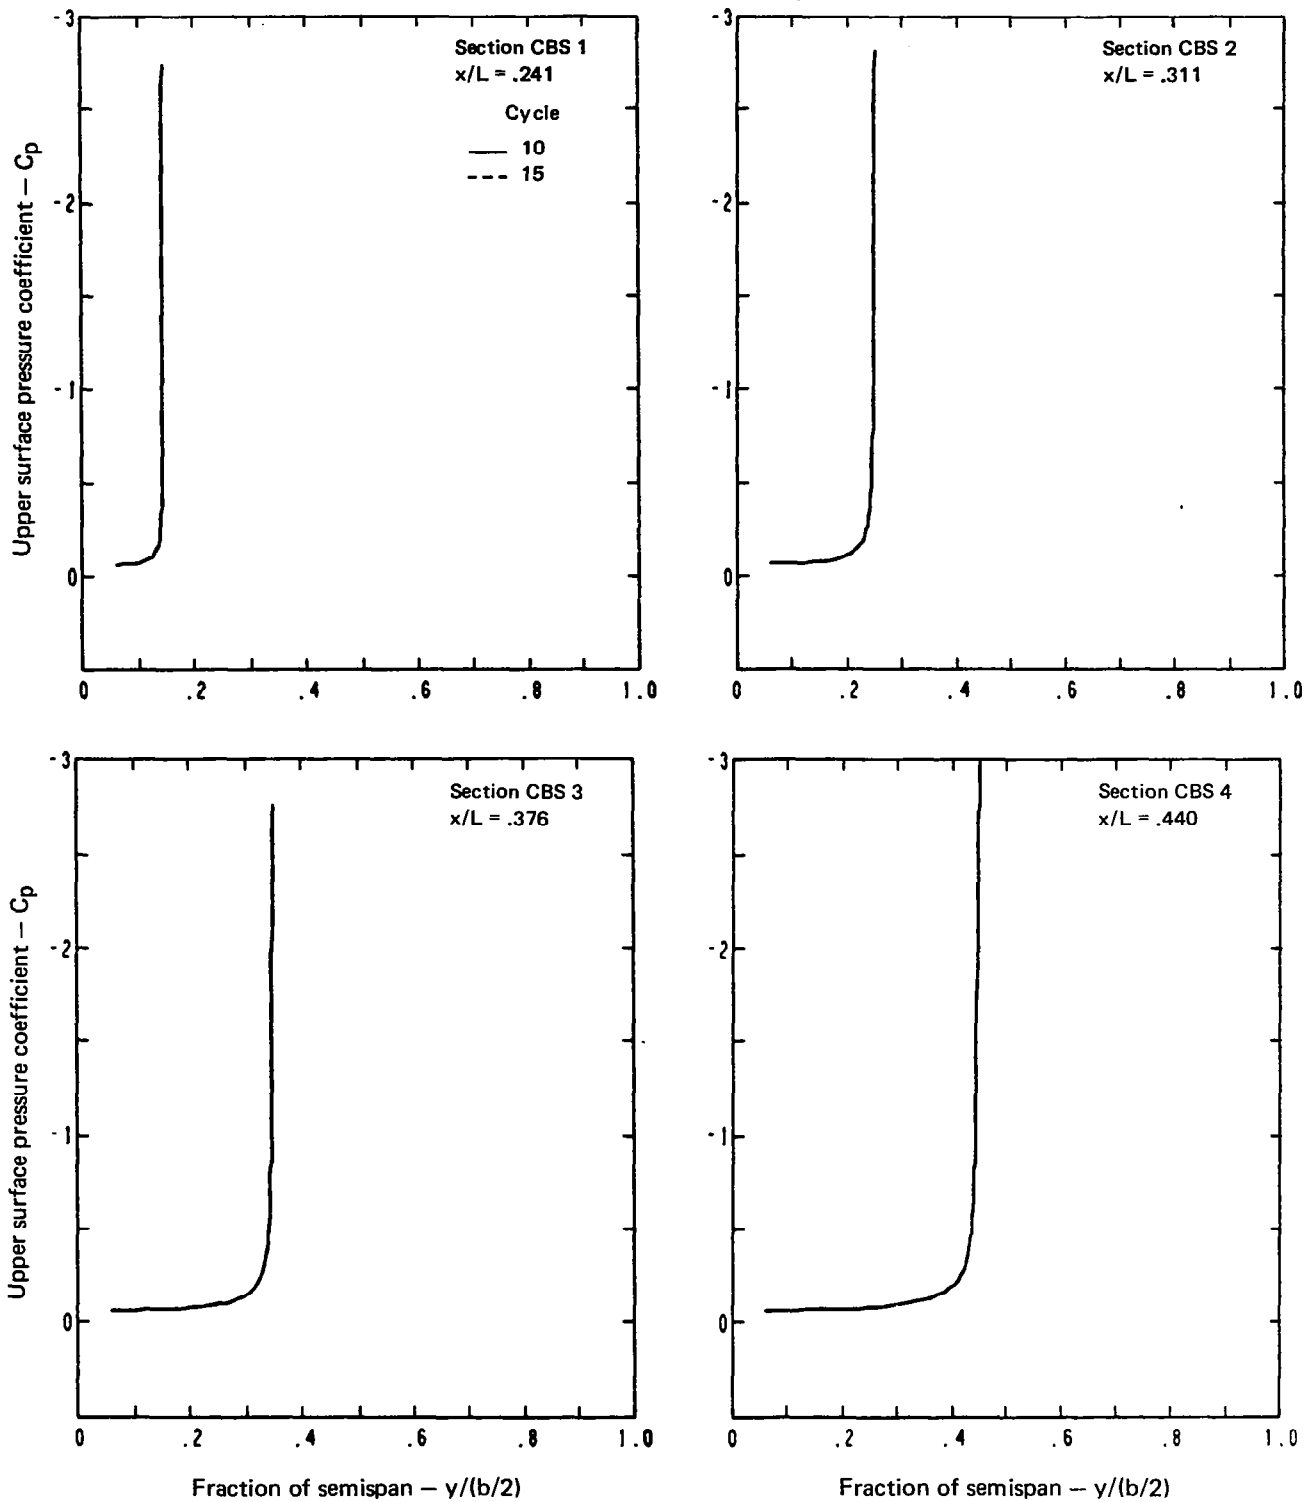 -3
-2
-1
0
Upper surface pressure coefficient – Cp
Section CBS 1
x/L = .241
Cycle
10
15
0 .2 .4 .6 .8 1.0
-3
-2
-1
0
Section CBS 2
x/L = .311
0 .2 .4 .6 .8 1.0
-3
-2
-1
0
Upper surface pressure coefficient – Cp
Section CBS 3
x/L = .376
0 .2 .4 .6 .8 1.0
Fraction of semispan – y/(b/2)
-3
-2
-1
0
Section CBS 4
x/L = .440
0 .2 .4 .6 .8 1.0
Fraction of semispan – y/(b/2)